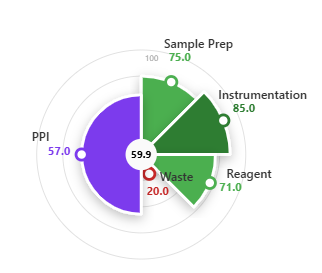 Sample Prep
75.0
100
Instrumentation
85.0
PPI
57.0
59.9
Reagent
71.0
Waste
20.0